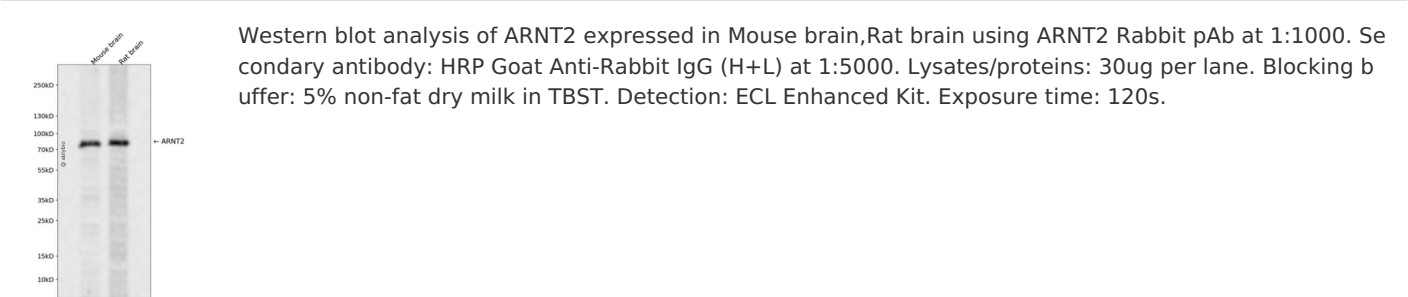 Mouse brain
Rat brain
Western blot analysis of ARNT2 expressed in Mouse brain,Rat brain using ARNT2 Rabbit pAb at 1:1000. Se
condary antibody: HRP Goat Anti-Rabbit IgG (H+L) at 1:5000. Lysates/proteins: 30ug per lane. Blocking b
uffer: 5% non-fat dry milk in TBST. Detection: ECL Enhanced Kit. Exposure time: 120s.
250kD
130kD
100kD
70kD
55kD
35kD
25kD
15kD
10kD
← ARNT2